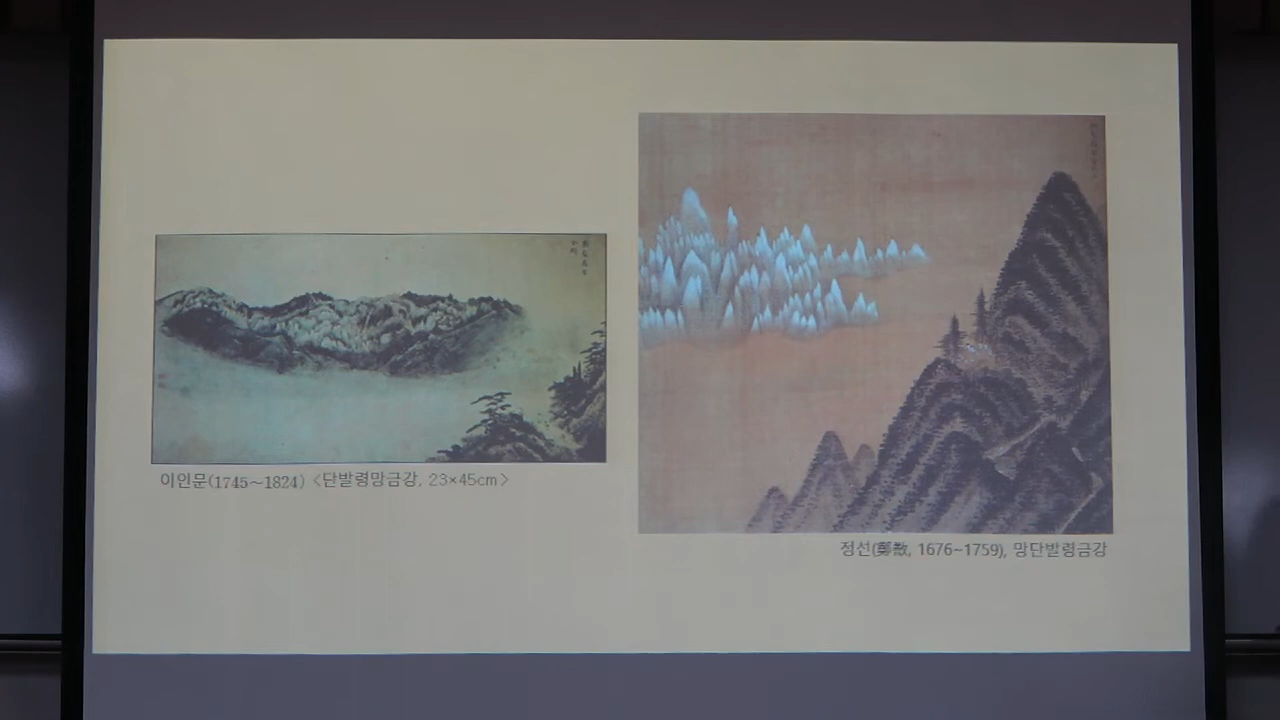 이인문(1745~1824) <단발령망금강, 23×45cm>
정선(鄭敾, 1676~1759), 망단발령금강